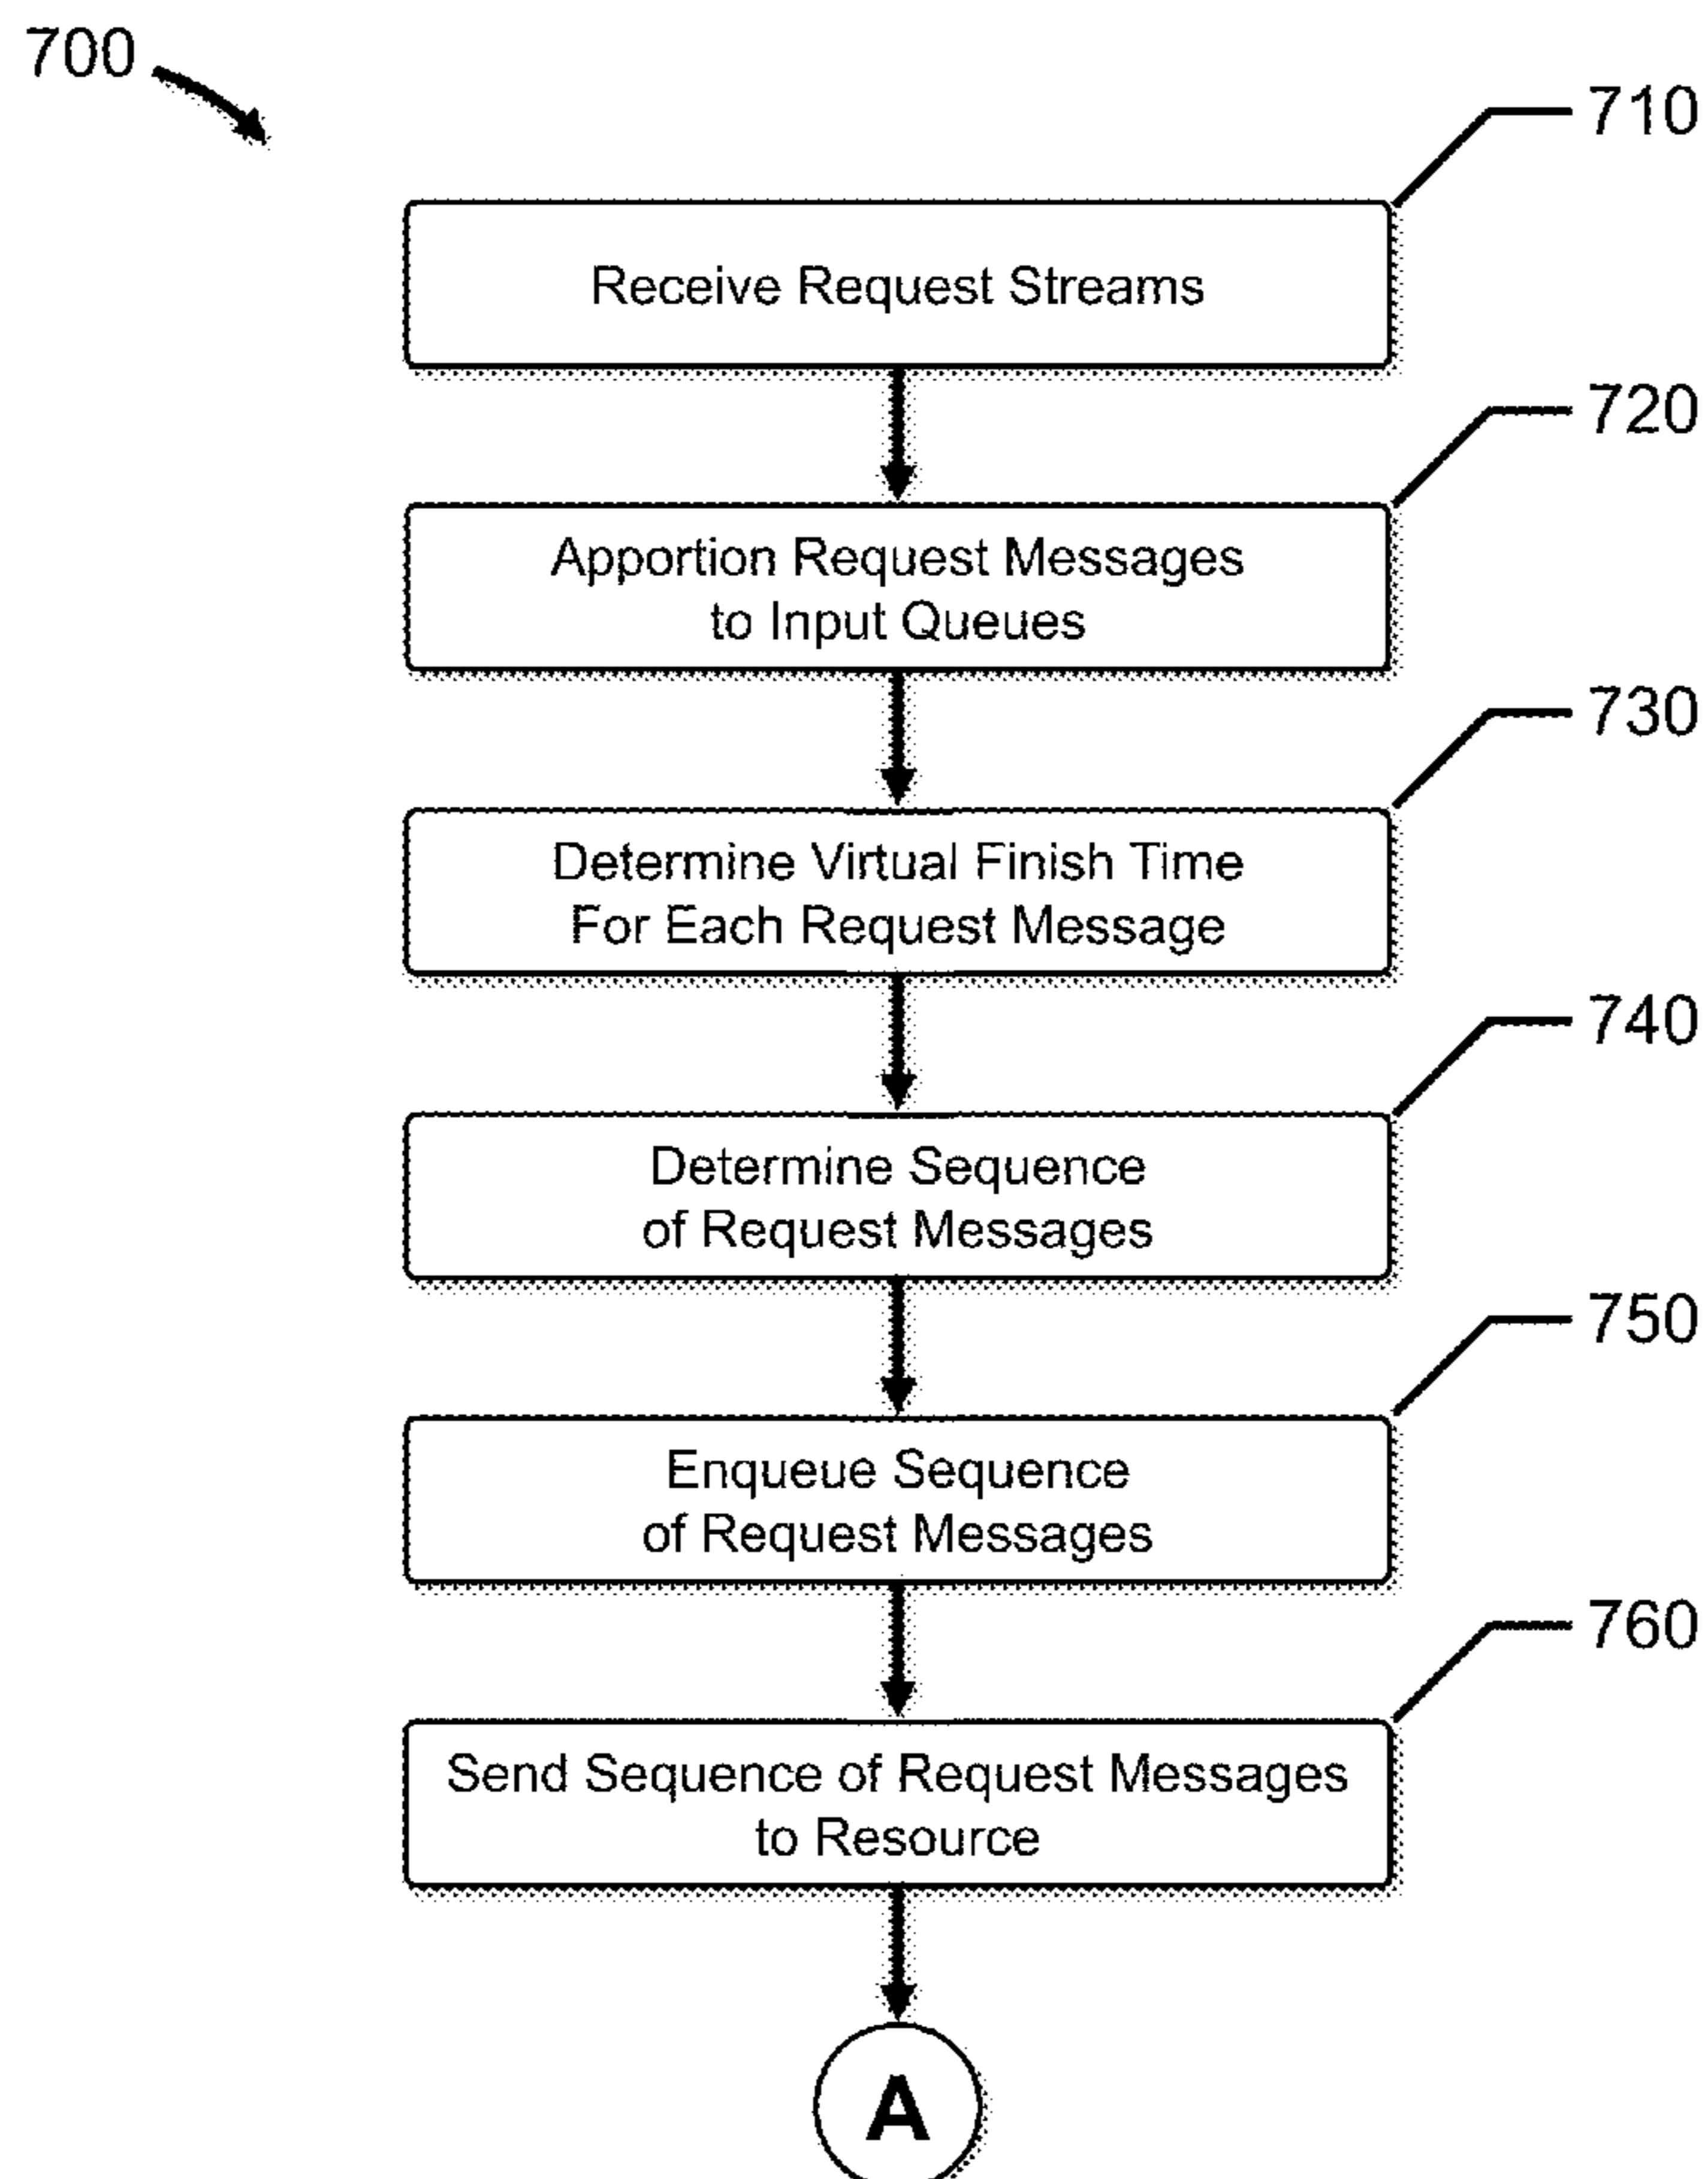 700
710
Receive Request Streams
720
Apportion Request Messages
to Input Queues
730
Determine Virtual Finish Time
For Each Request Message
740
Determine Sequence
of Request Messages
750
Enqueue Sequence
of Request Messages
760
Send Sequence of Request Messages
to Resource
A